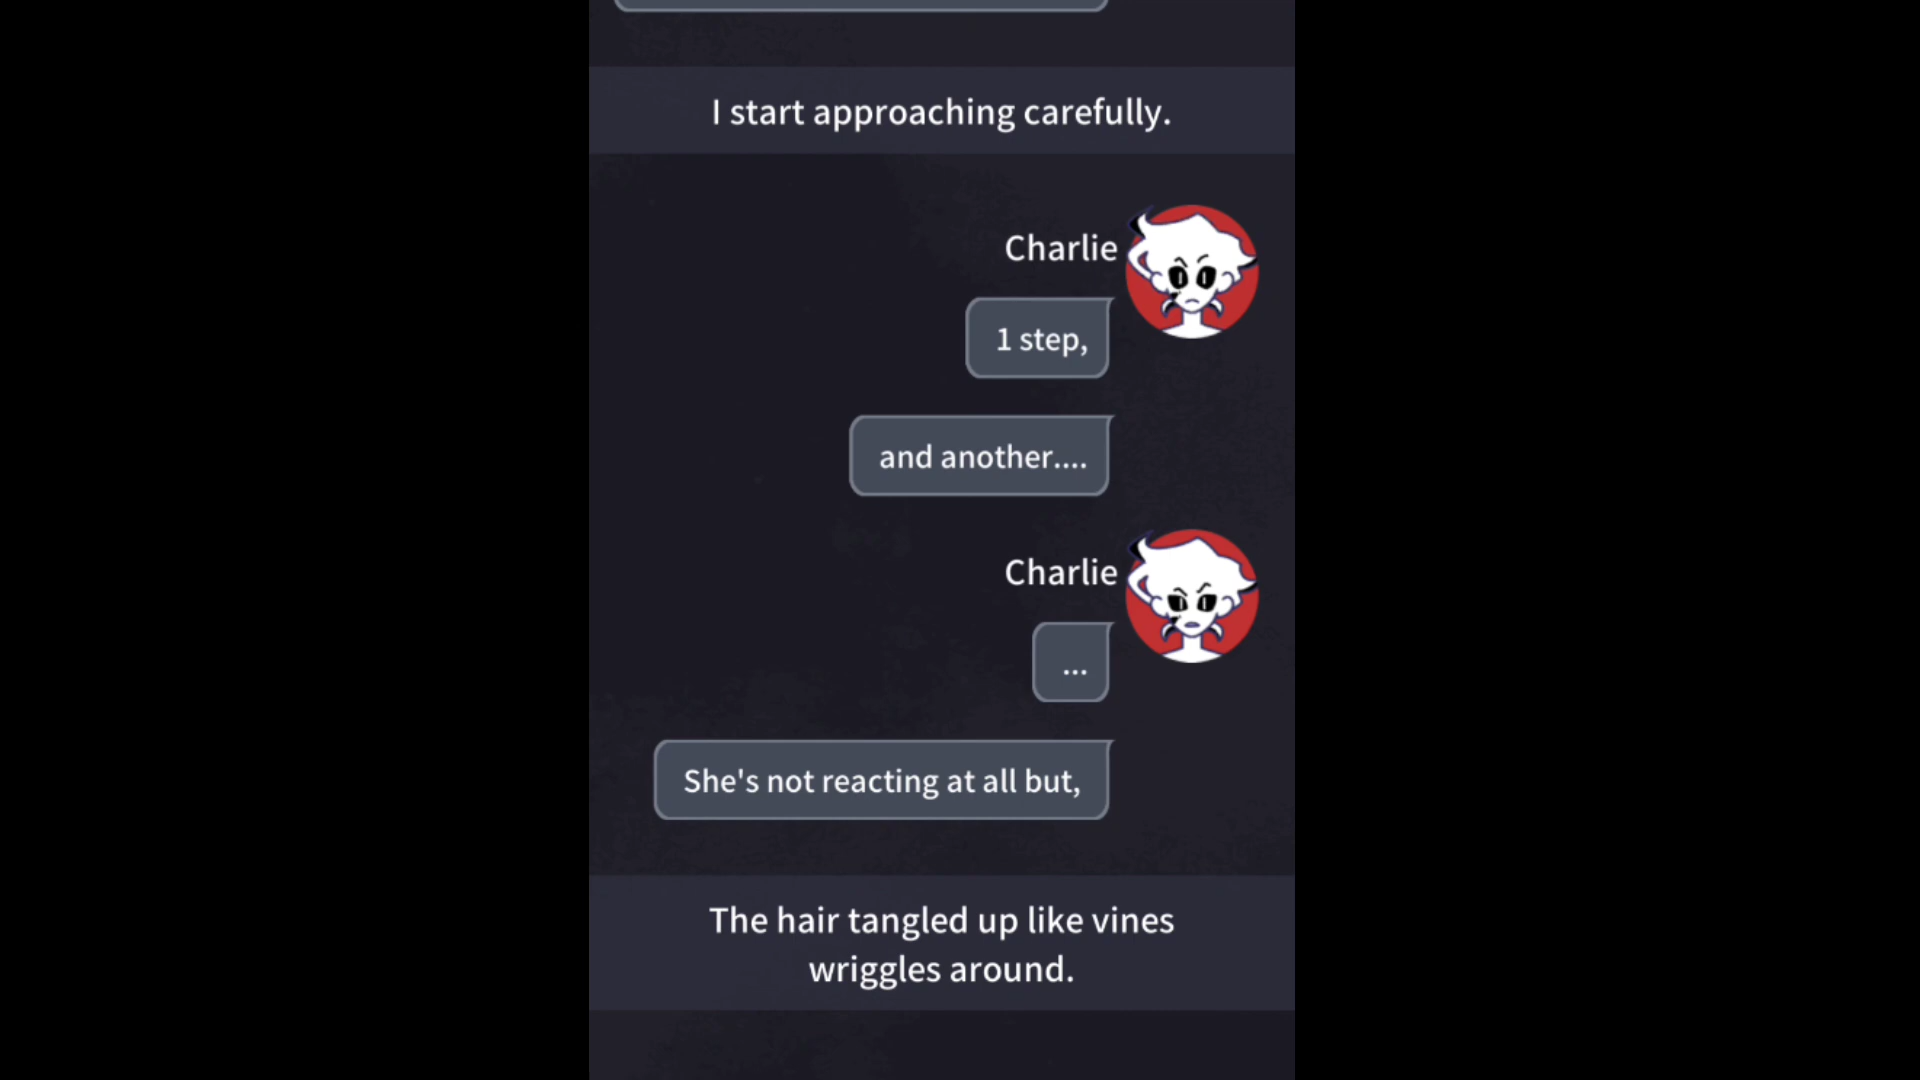 I start approaching carefully.
Charlie
1 step,
and another....
Charlie
...
She's not reacting at all but,
The hair tangled up like vines
wriggles around.